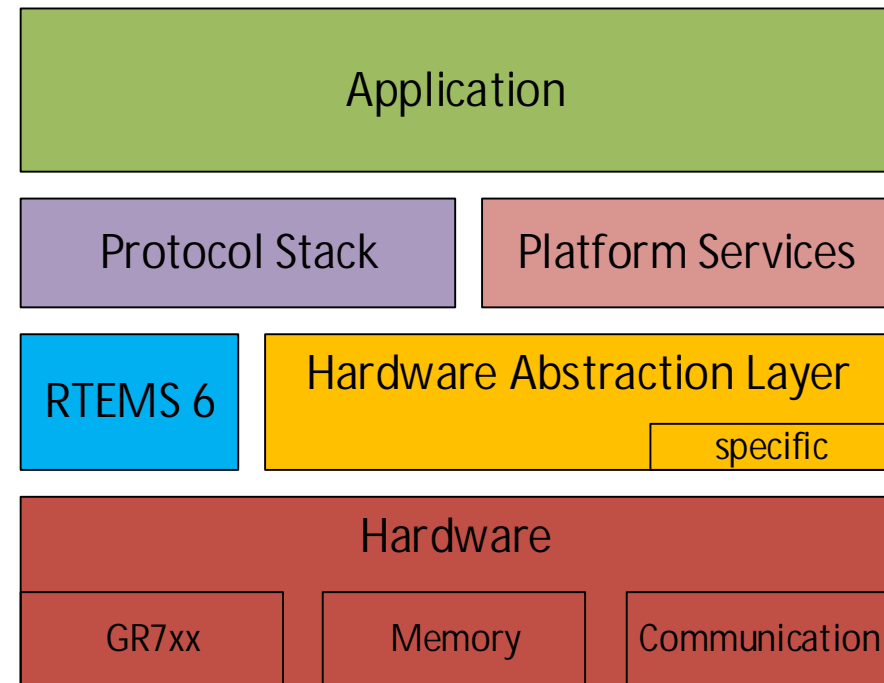 Application
Protocol Stack
Platform Services
RTEMS 6
Hardware Abstraction Layer
specific
Hardware
GR7xx
Memory
Communication